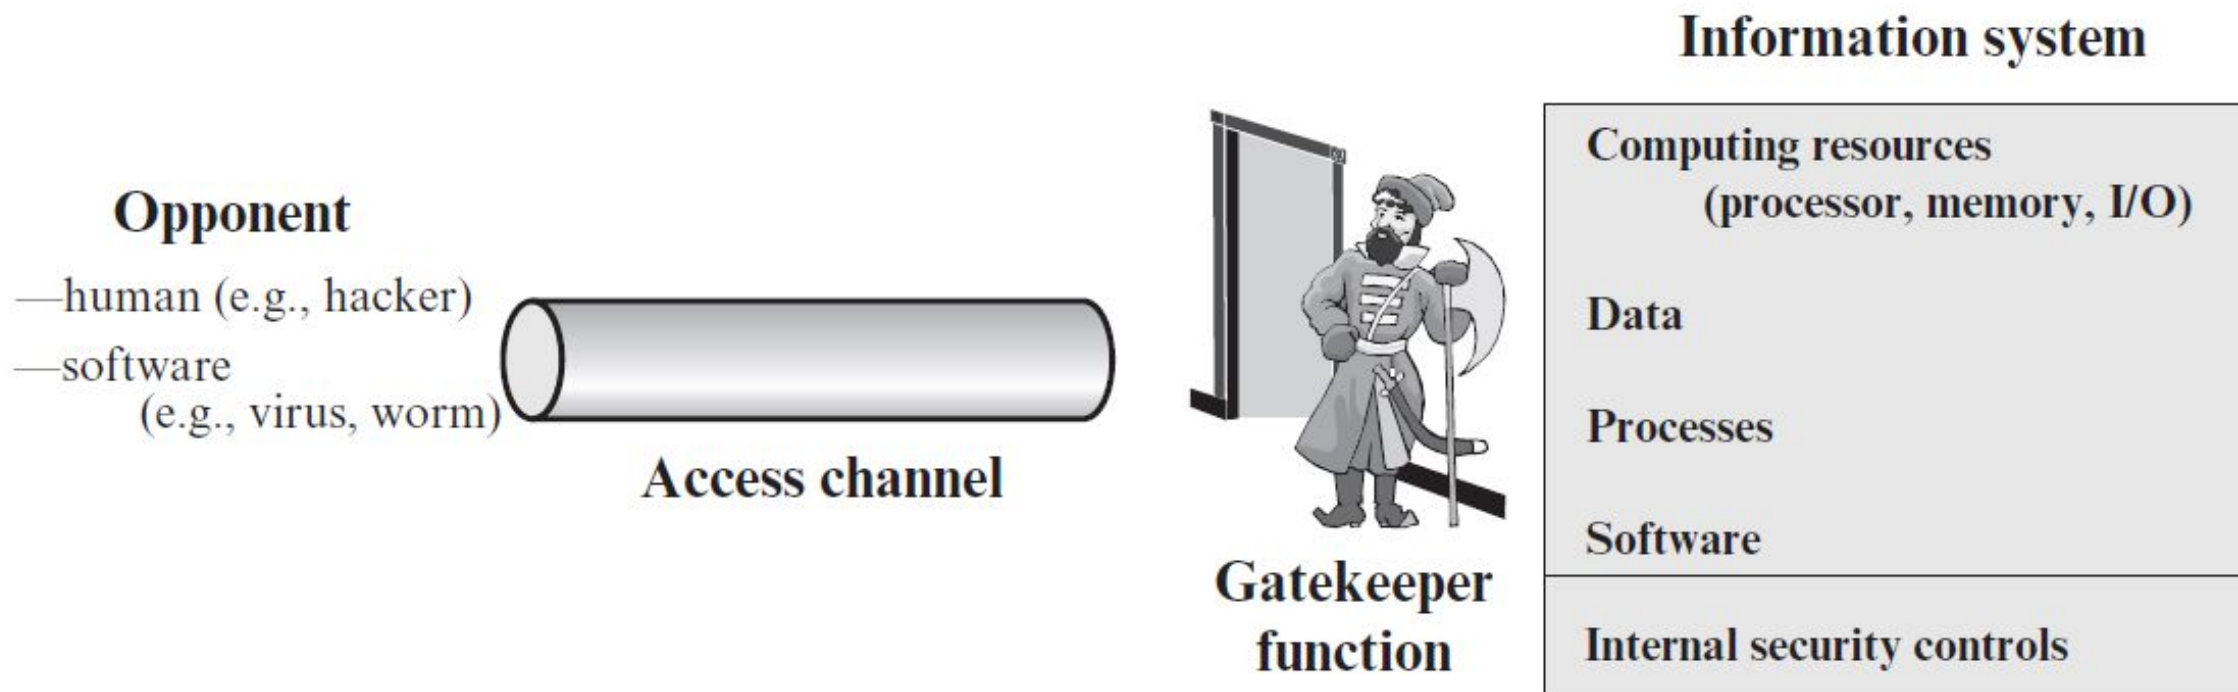 Information system
Opponent
—human (e.g., hacker)
—software
(e.g., virus, worm)
Access channel
Gatekeeper
function
Computing resources
(processor, memory, I/O)
Data
Processes
Software
Internal security controls